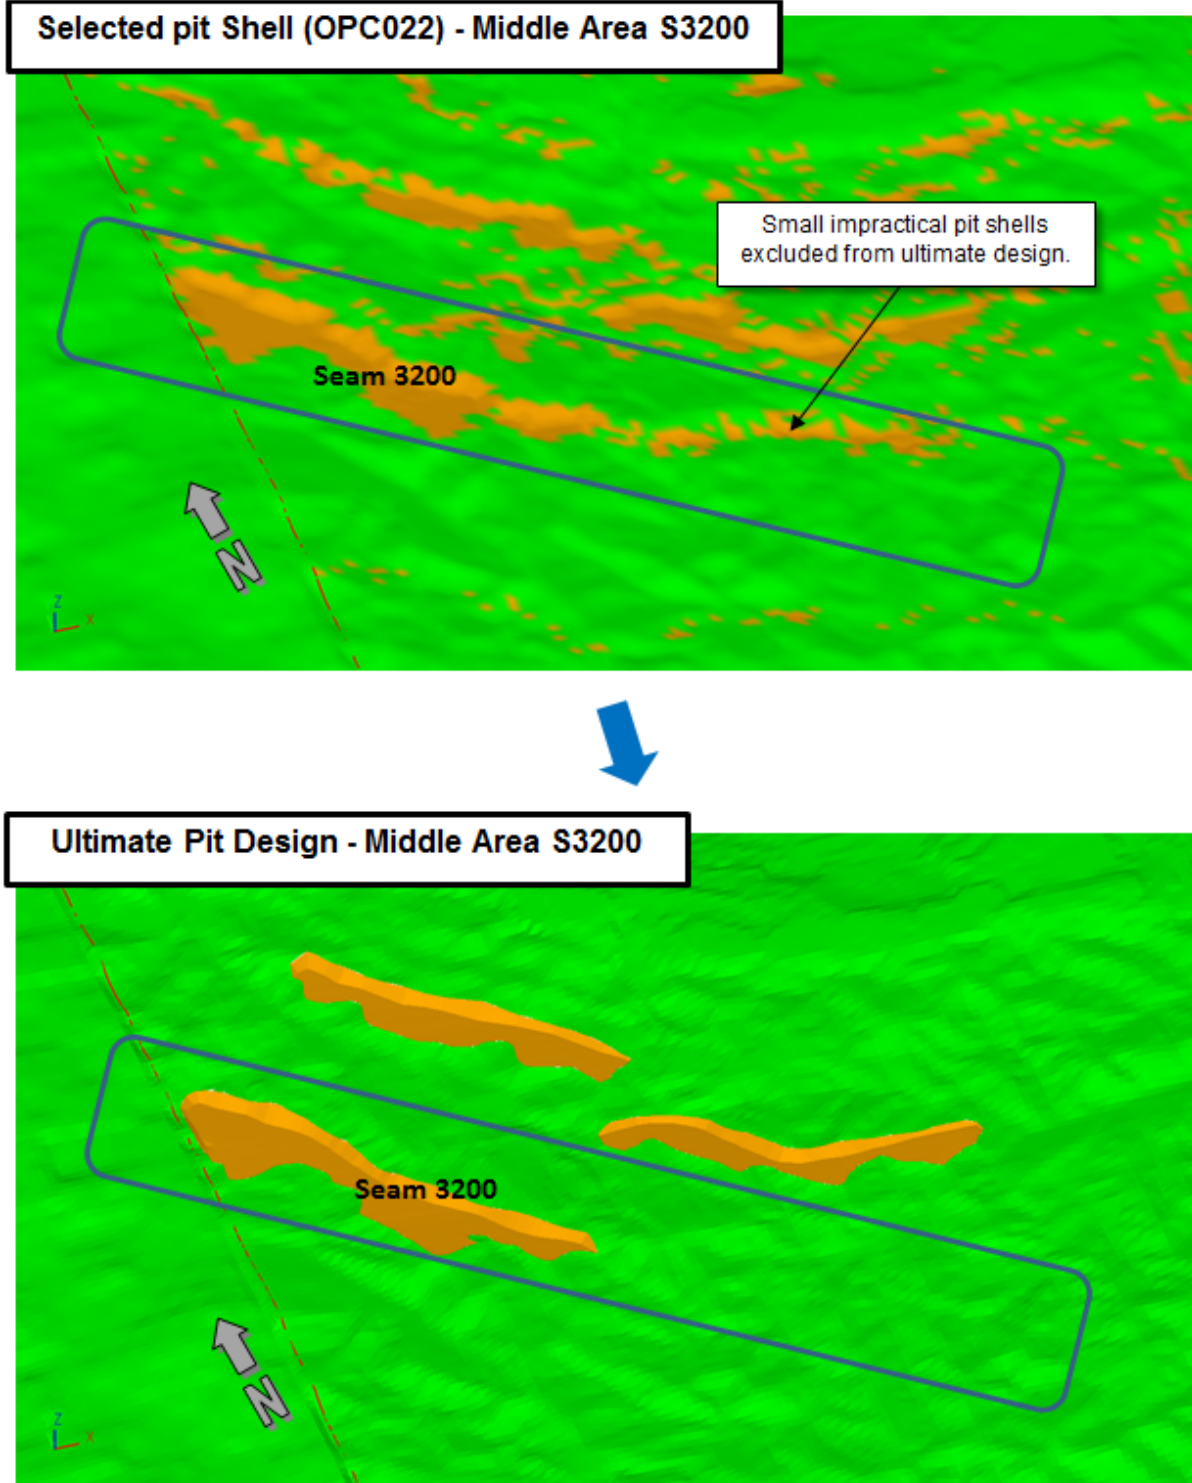 Selected pit Shell (OPC022) - Middle Area S3200
Small impractical pit shells
excluded from ultimate design.
Seam 3200
N
Z
X
Ultimate Pit Design - Middle Area S3200
Seam 3200
N
Z
X